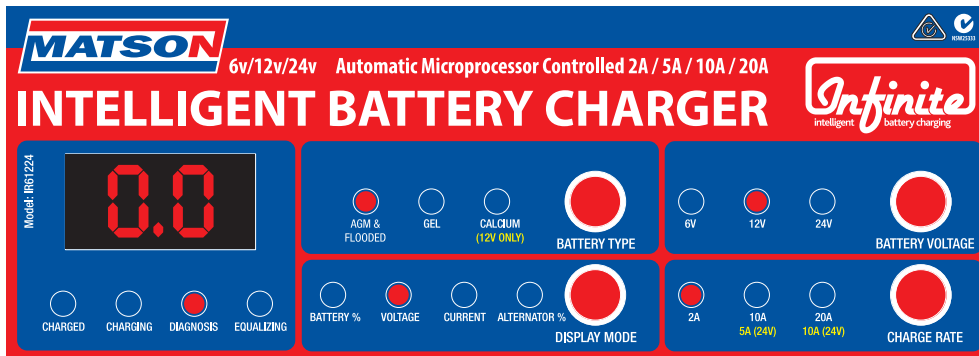 MATSON
NSW25333
6v/12v/24v Automatic Microprocessor Controlled 2A / 5A / 10A / 20A
INTELLIGENT BATTERY CHARGER
Infinite
intelligent battery charging
Model: IR61224
0.0
CHARGED CHARGING DIAGNOSIS EQUALIZING
AGM &
FLOODED
GEL
CALCIUM
(12V ONLY)
BATTERY TYPE
6V 12V 24V
BATTERY VOLTAGE
BATTERY % VOLTAGE CURRENT ALTERNATOR %
DISPLAY MODE
2A
10A
5A (24V)
20A
10A (24V)
CHARGE RATE